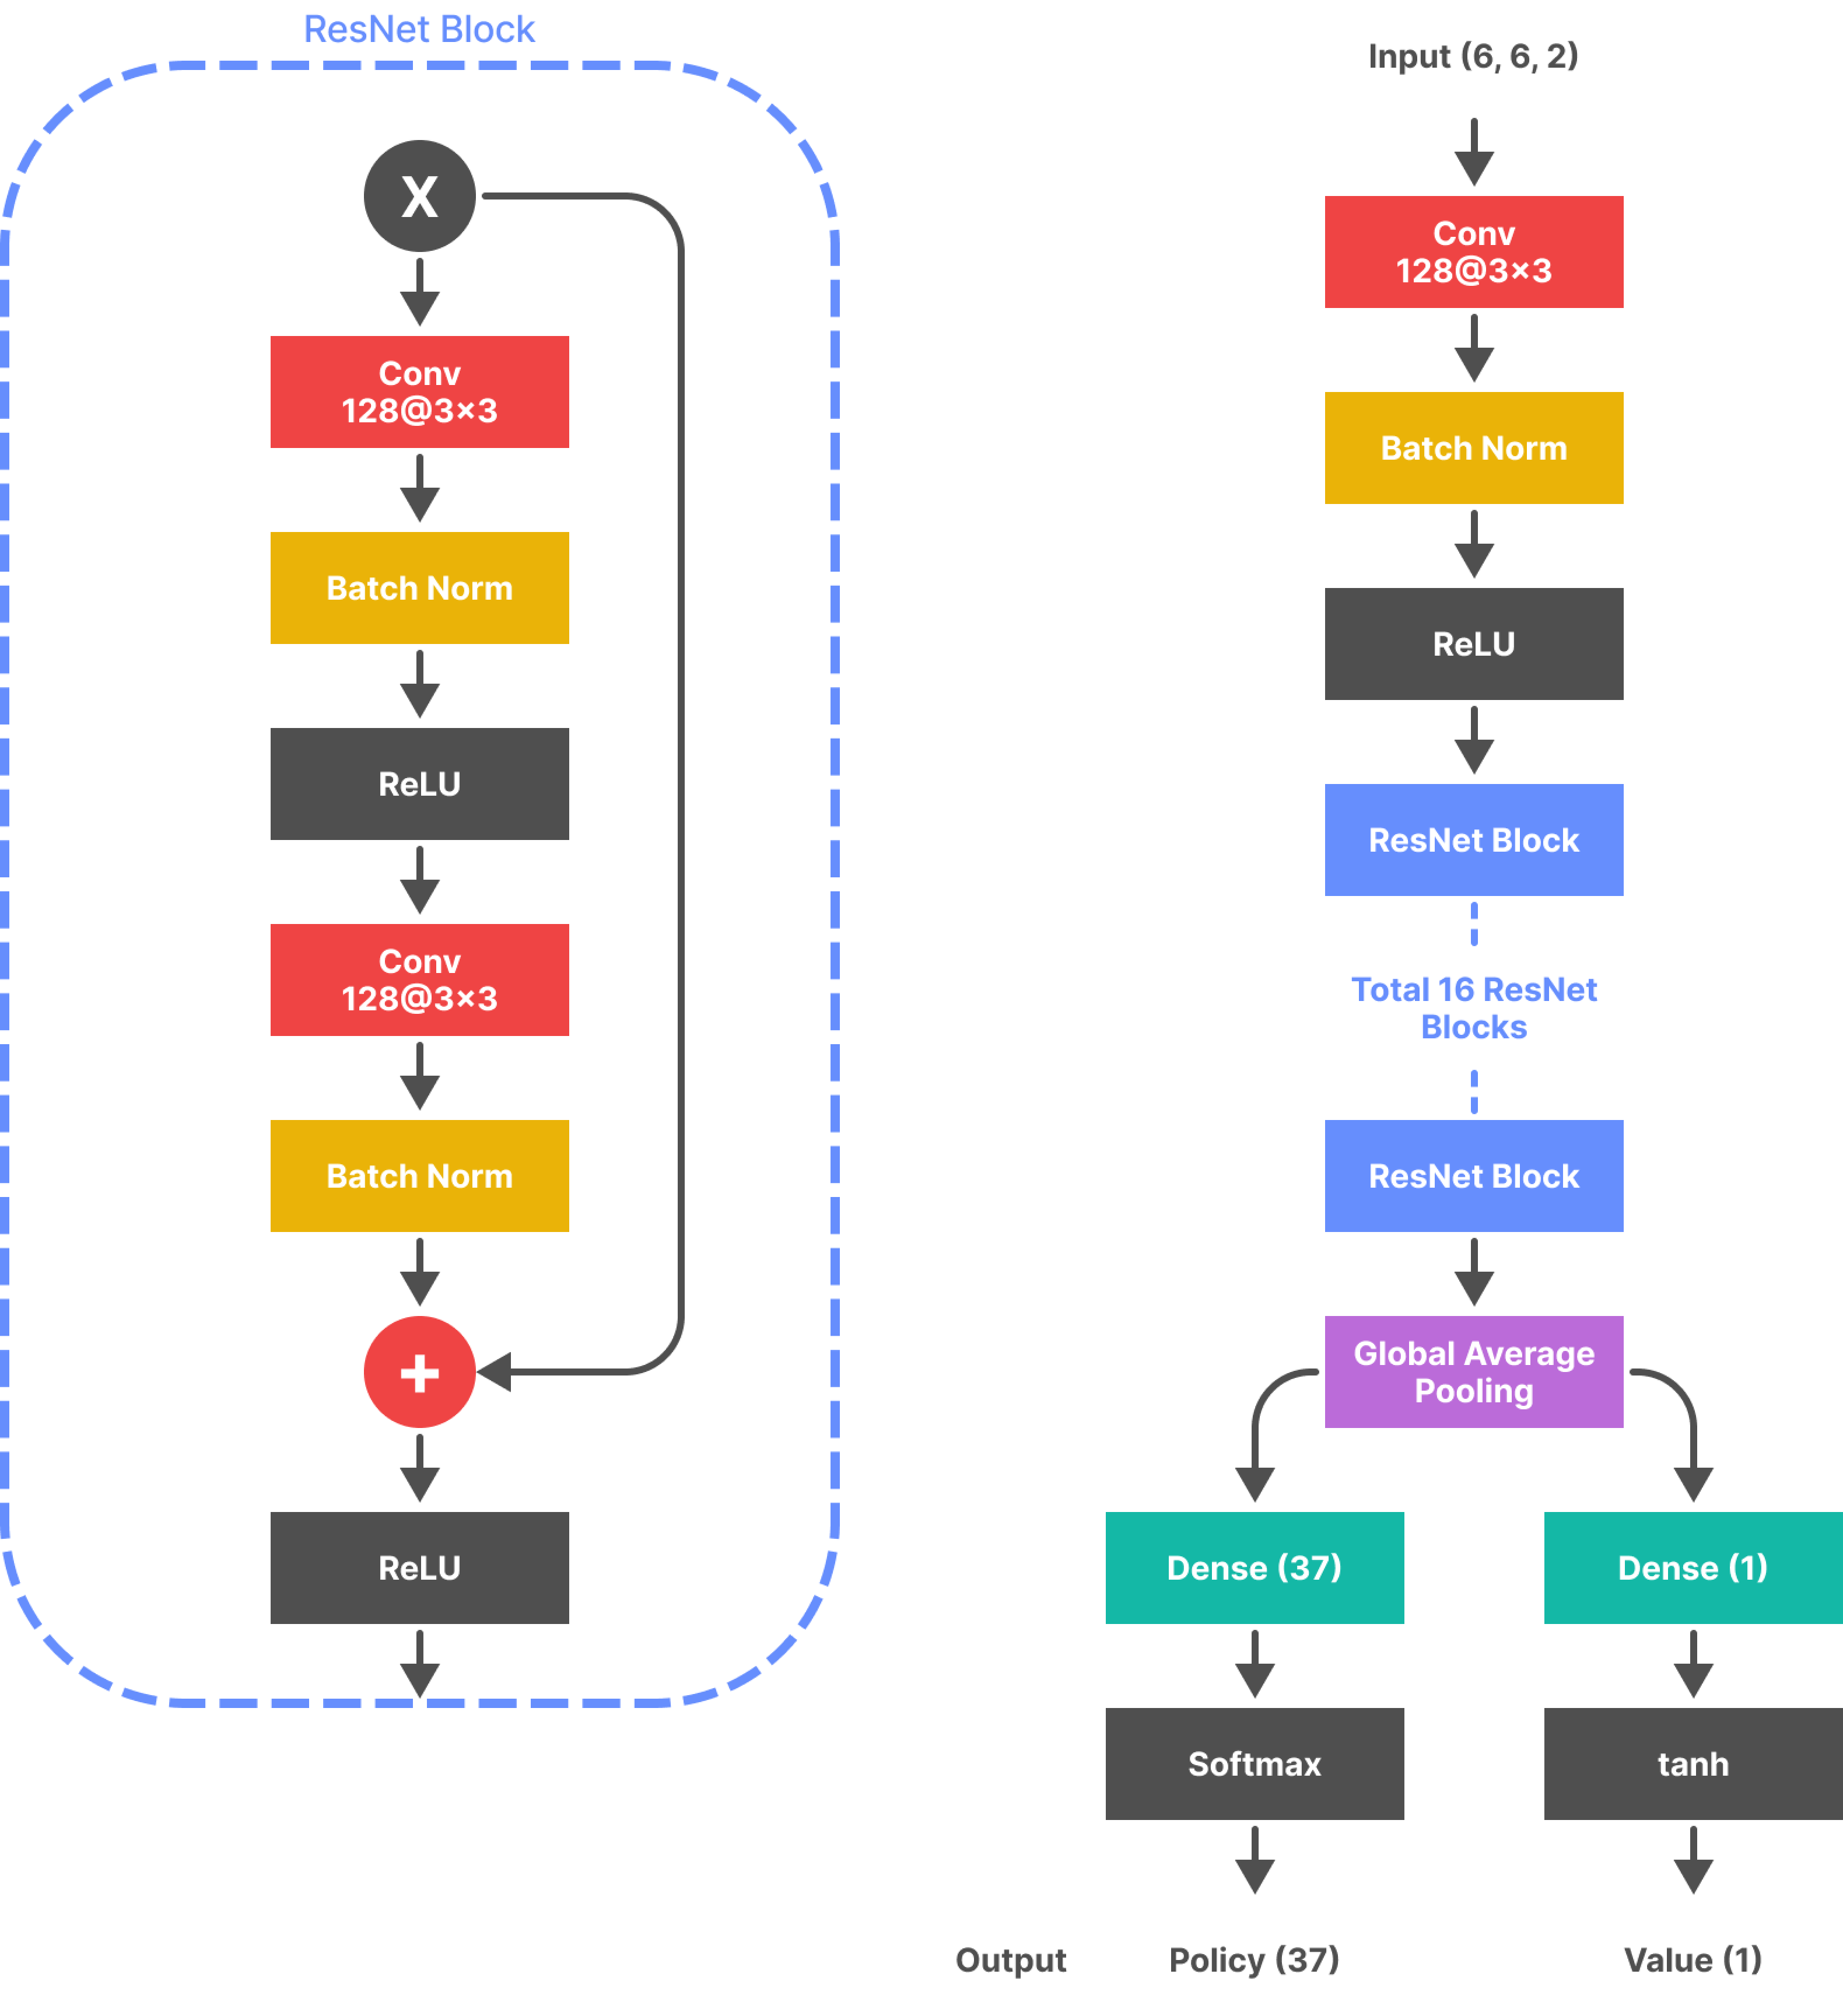 ResNet Block
X
Conv
128@3×3
Batch Norm
ReLU
Conv
128@3×3
Batch Norm
+
ReLU
Input (6, 6, 2)
Conv
128@3×3
Batch Norm
ReLU
ResNet Block
Total 16 ResNet
Blocks
ResNet Block
Global Average
Pooling
Dense (37)
Dense (1)
Softmax
tanh
Output
Policy (37)
Value (1)